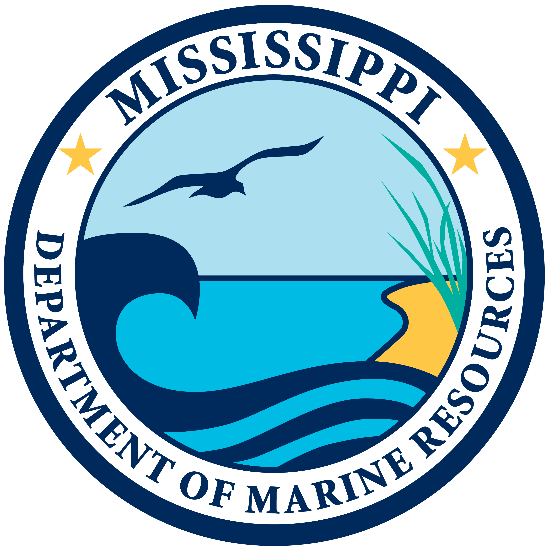 MISSISSIPPI
DEPARTMENT OF MARINE RESOURCES